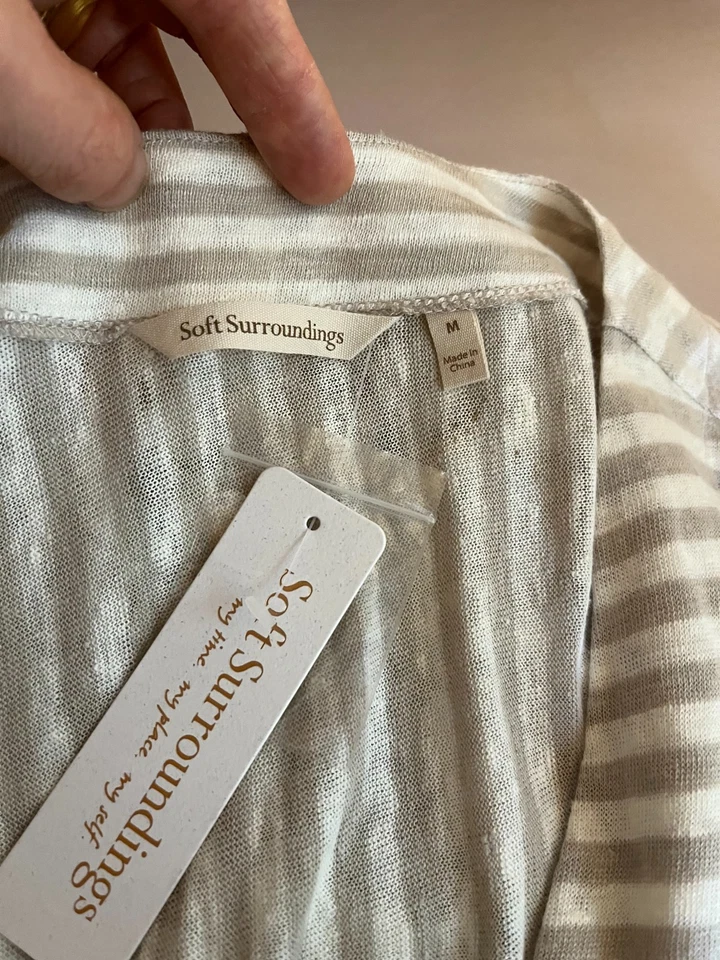 Soft Surroundings
M
Made In
China
Soft Surroundings
my time. my place. my self.